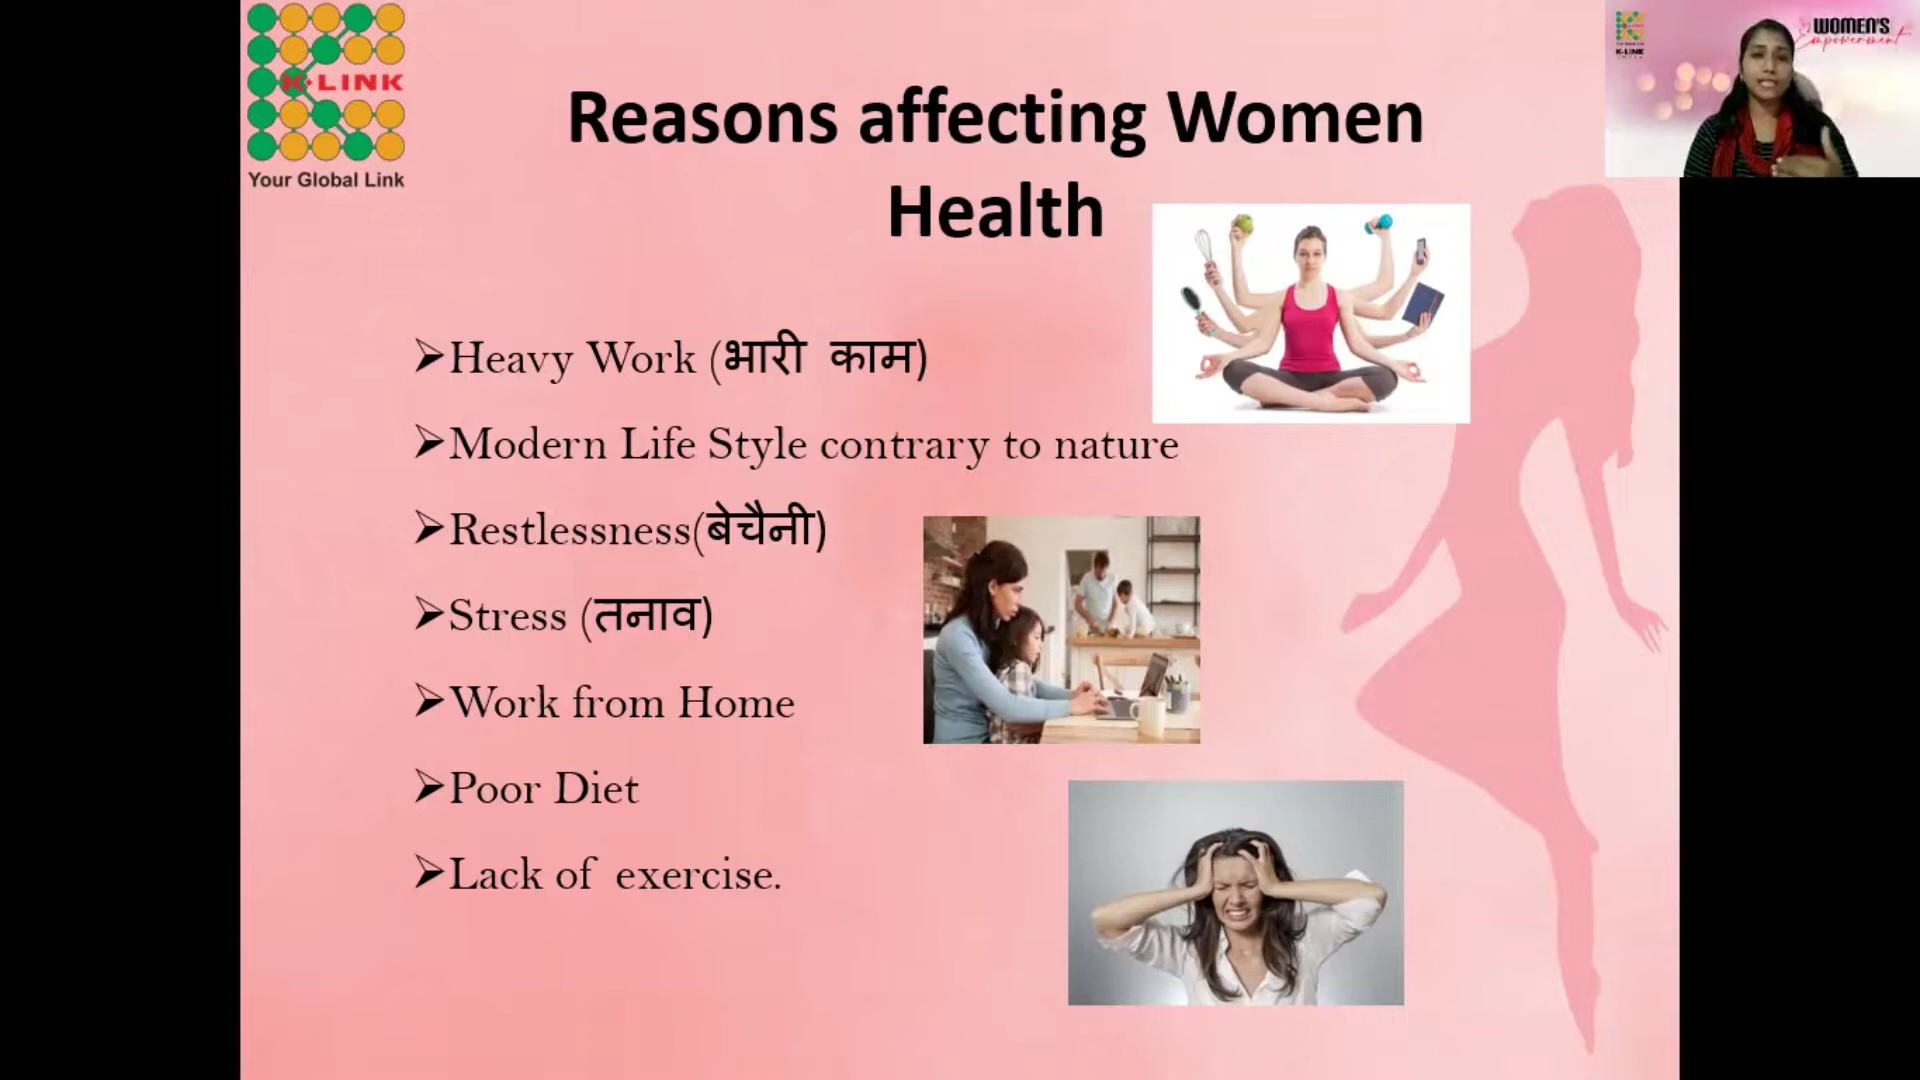 K-LINK
Your Global Link
Reasons affecting Women
Health
➢Heavy Work (भारी काम)
➢Modern Life Style contrary to nature
➢Restlessness(बेचैनी)
➢Stress (तनाव)
➢Work from Home
➢Poor Diet
➢Lack of exercise.
WOMEN'S
Empowerment
K-LINK